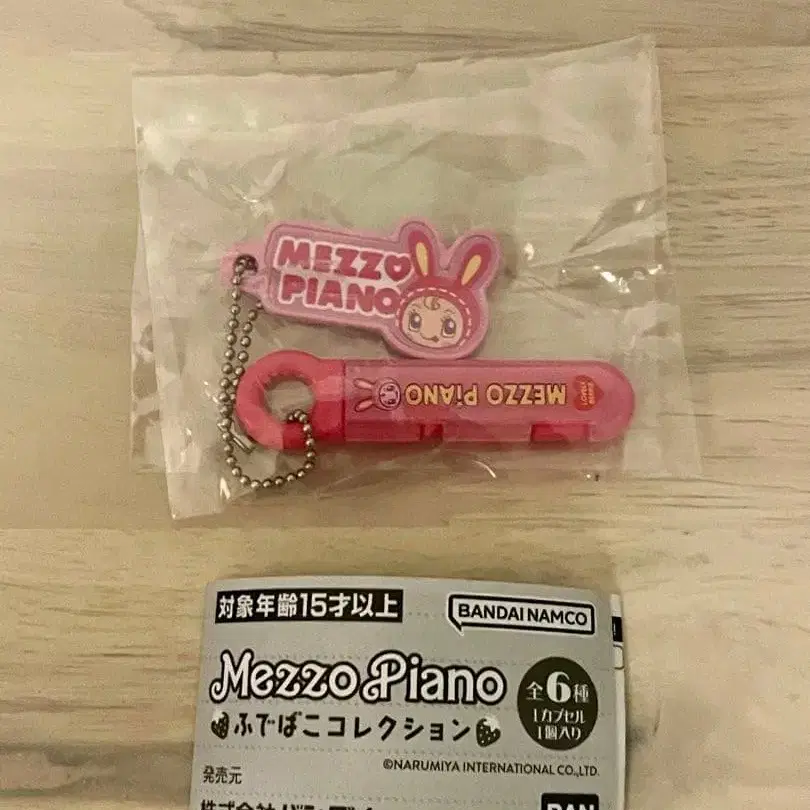 MEZZO
PIANO
MEZZO PiANO
LOVELY
対象年齢15才以上
BANDAI NAMCO
Mezzo Piano
ふでばこコレクション
全6種
1カプセル
1個入り
©NARUMIYA INTERNATIONAL CO.,LTD.
発売元